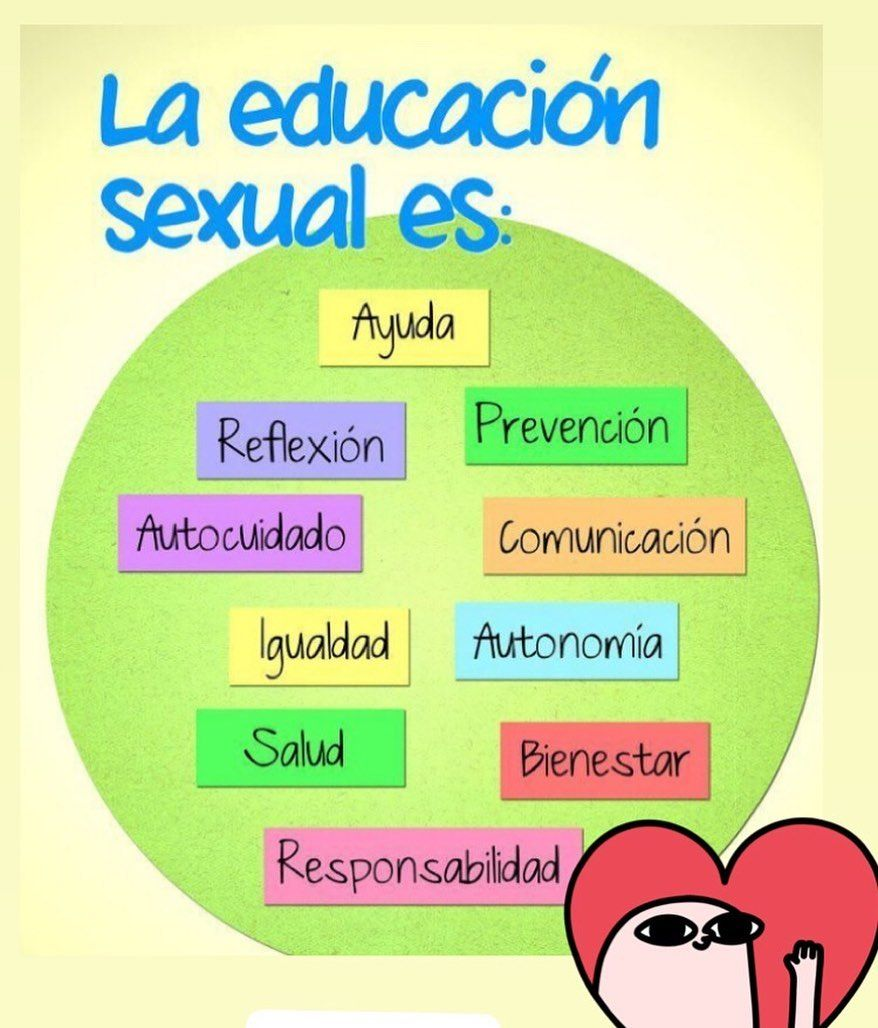 La educación
sexual es:
Ayuda
Reflexión
Prevención
Autocuidado
Comunicación
Igualdad
Autonomía
Salud
Bienestar
Responsabilidad